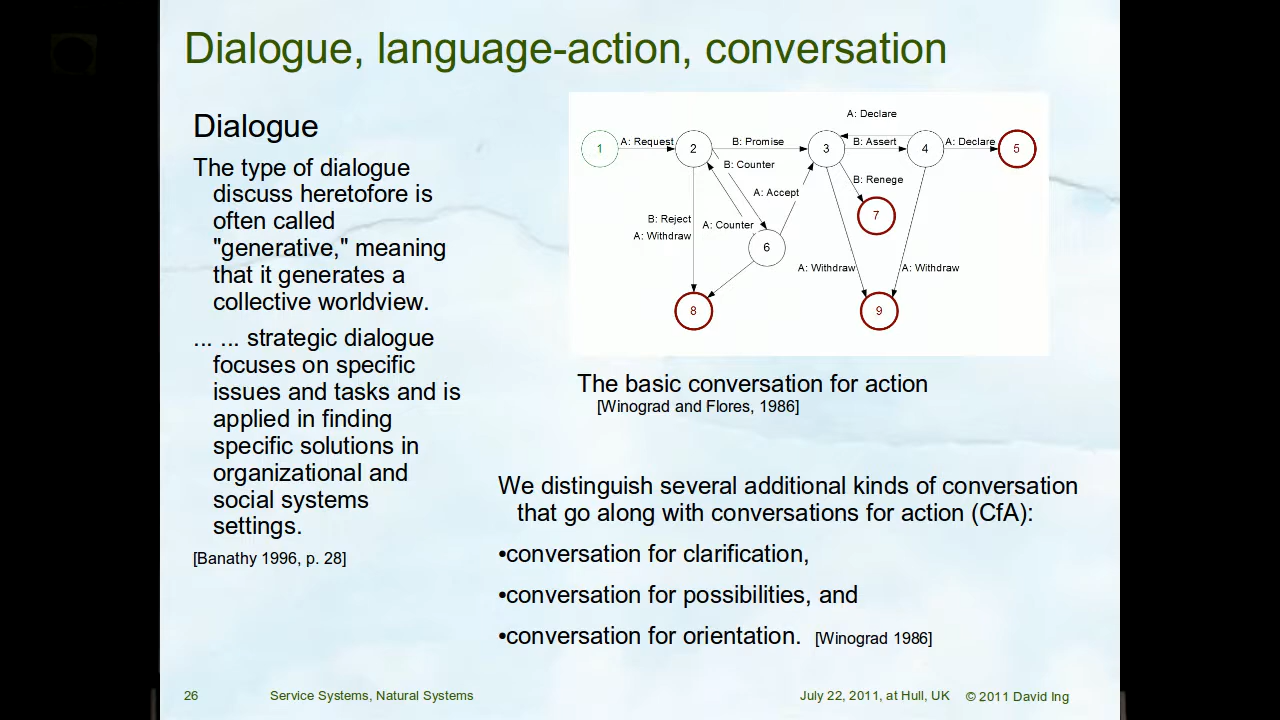 Dialogue, language-action, conversation
Dialogue
The type of dialogue
discuss heretofore is
often called
"generative," meaning
that it generates a
collective worldview.
... ... strategic dialogue
focuses on specific
issues and tasks and is
applied in finding
specific solutions in
organizational and
social systems
settings.
[Banathy 1996, p. 28]
A: Declare
1
A: Request
2
B: Promise
3
B: Assert
4
A: Declare
5
B: Counter
B: Renege
A: Accept
7
B: Reject
A: Withdraw
A: Counter
6
A: Withdraw
A: Withdraw
8
9
The basic conversation for action
[Winograd and Flores, 1986]
We distinguish several additional kinds of conversation
that go along with conversations for action (CfA):
•conversation for clarification,
•conversation for possibilities, and
•conversation for orientation. [Winograd 1986]
26
Service Systems, Natural Systems
July 22, 2011, at Hull, UK
© 2011 David Ing